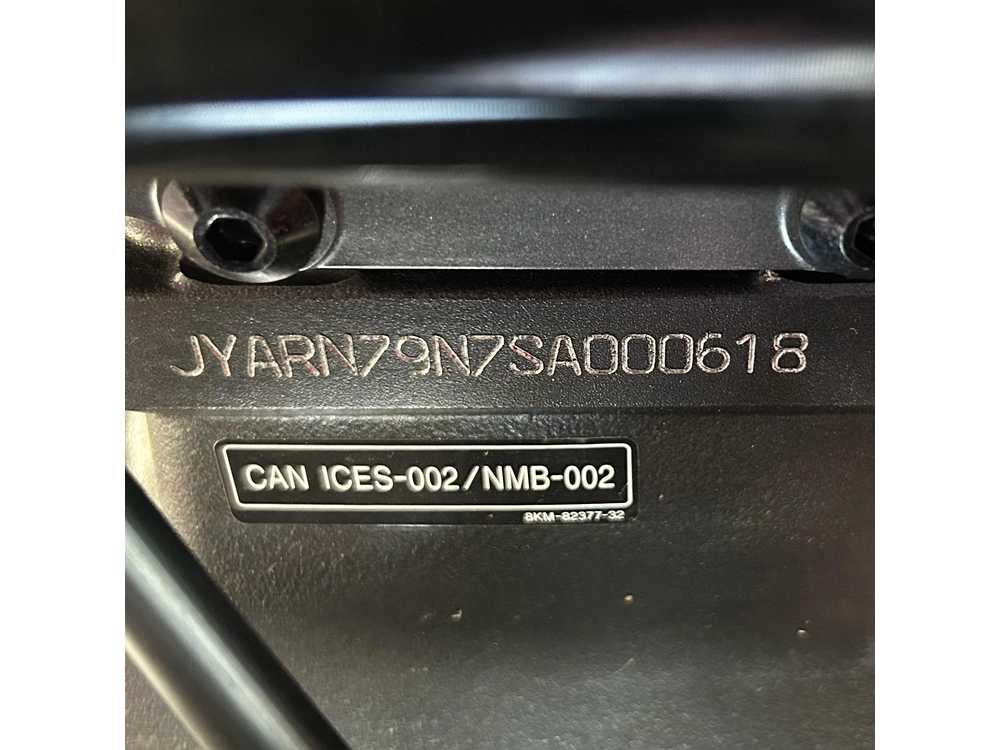 JYARN79N7SA000618
CAN ICES-002/NMB-002
8KM-82377-32